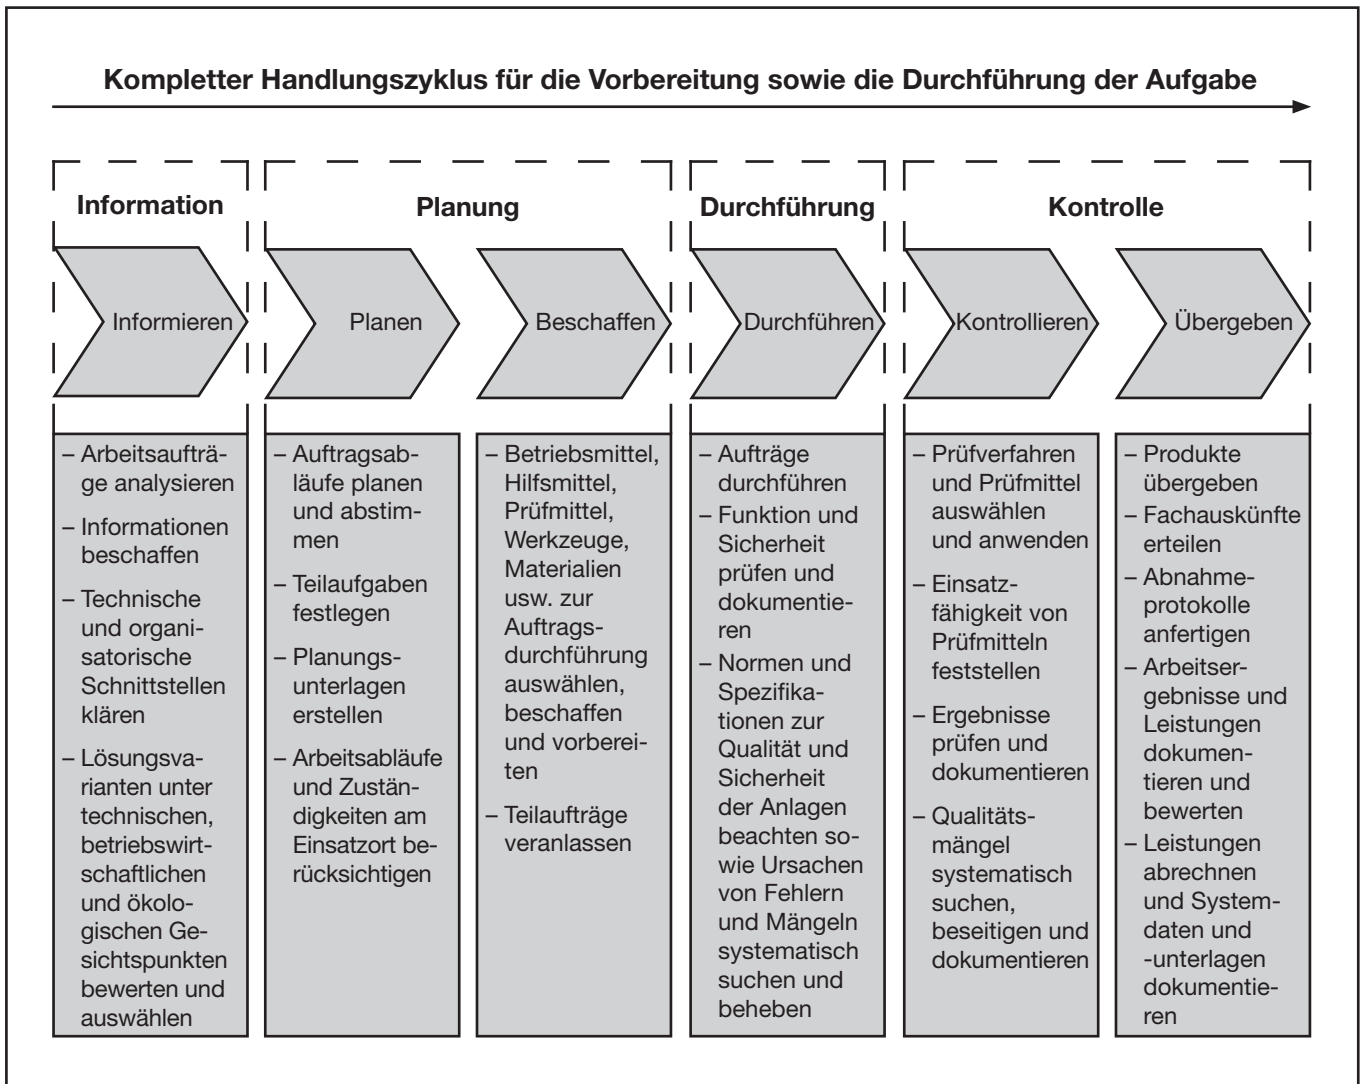 Kompletter Handlungszyklus für die Vorbereitung sowie die Durchführung der Aufgabe
Information
Planung
Durchführung
Kontrolle
Informieren
Planen
Beschaffen
Durchführen
Kontrollieren
Übergeben
– Arbeitsaufträ-
ge analysieren
– Informationen
beschaffen
– Technische
und organi-
satorische
Schnittstellen
klären
– Lösungsva-
rianten unter
technischen,
betriebswirt-
schaftlichen
und ökolo-
gischen Ge-
sichtspunkten
bewerten und
auswählen
– Auftragsab-
läufe planen
und abstim-
men
– Teilaufgaben
festlegen
– Planungs-
unterlagen
erstellen
– Arbeitsabläufe
und Zustän-
digkeiten am
Einsatzort be-
rücksichtigen
– Betriebsmittel,
Hilfsmittel,
Prüfmittel,
Werkzeuge,
Materialien
usw. zur
Auftrags-
durchführung
auswählen,
beschaffen
und vorberei-
ten
– Teilaufträge
veranlassen
– Aufträge
durchführen
– Funktion und
Sicherheit
prüfen und
dokumentie-
ren
– Normen und
Spezifika-
tionen zur
Qualität und
Sicherheit
der Anlagen
beachten so-
wie Ursachen
von Fehlern
und Mängeln
systematisch
suchen und
beheben
– Prüfverfahren
und Prüfmittel
auswählen
und anwenden
– Einsatz-
fähigkeit von
Prüfmitteln
feststellen
– Ergebnisse
prüfen und
dokumentieren
– Qualitäts-
mängel
systematisch
suchen,
beseitigen und
dokumentieren
– Produkte
übergeben
– Fachauskünfte
erteilen
– Abnahme-
protokolle
anfertigen
– Arbeitser-
gebnisse und
Leistungen
dokumen-
tieren und
bewerten
– Leistungen
abrechnen
und System-
daten und
-unterlagen
dokumentie-
ren